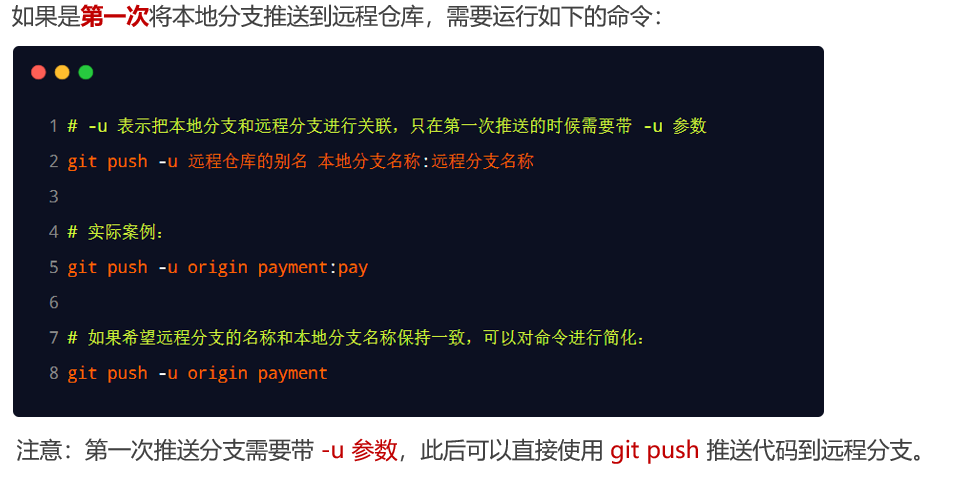 如果是第一次将本地分支推送到远程仓库，需要运行如下的命令：
1 # -u 表示把本地分支和远程分支进行关联，只在第一次推送的时候需要带 -u 参数
2 git push -u 远程仓库的别名 本地分支名称:远程分支名称
3
4 # 实际案例：
5 git push -u origin payment:pay
6
7 # 如果希望远程分支的名称和本地分支名称保持一致，可以对命令进行简化：
8 git push -u origin payment
注意：第一次推送分支需要带 -u 参数，此后可以直接使用 git push 推送代码到远程分支。